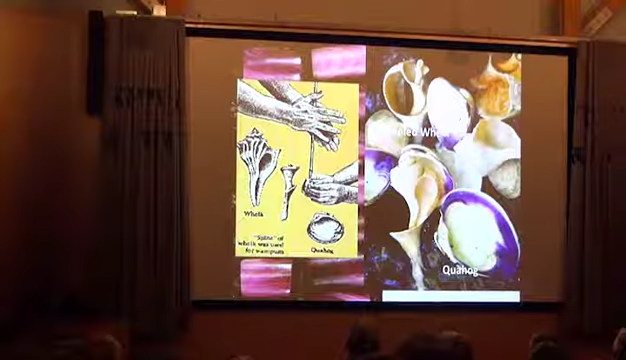 Whelk
"Spine" of
whelk was used
for wampum
Quahog
Whelk
Quahog